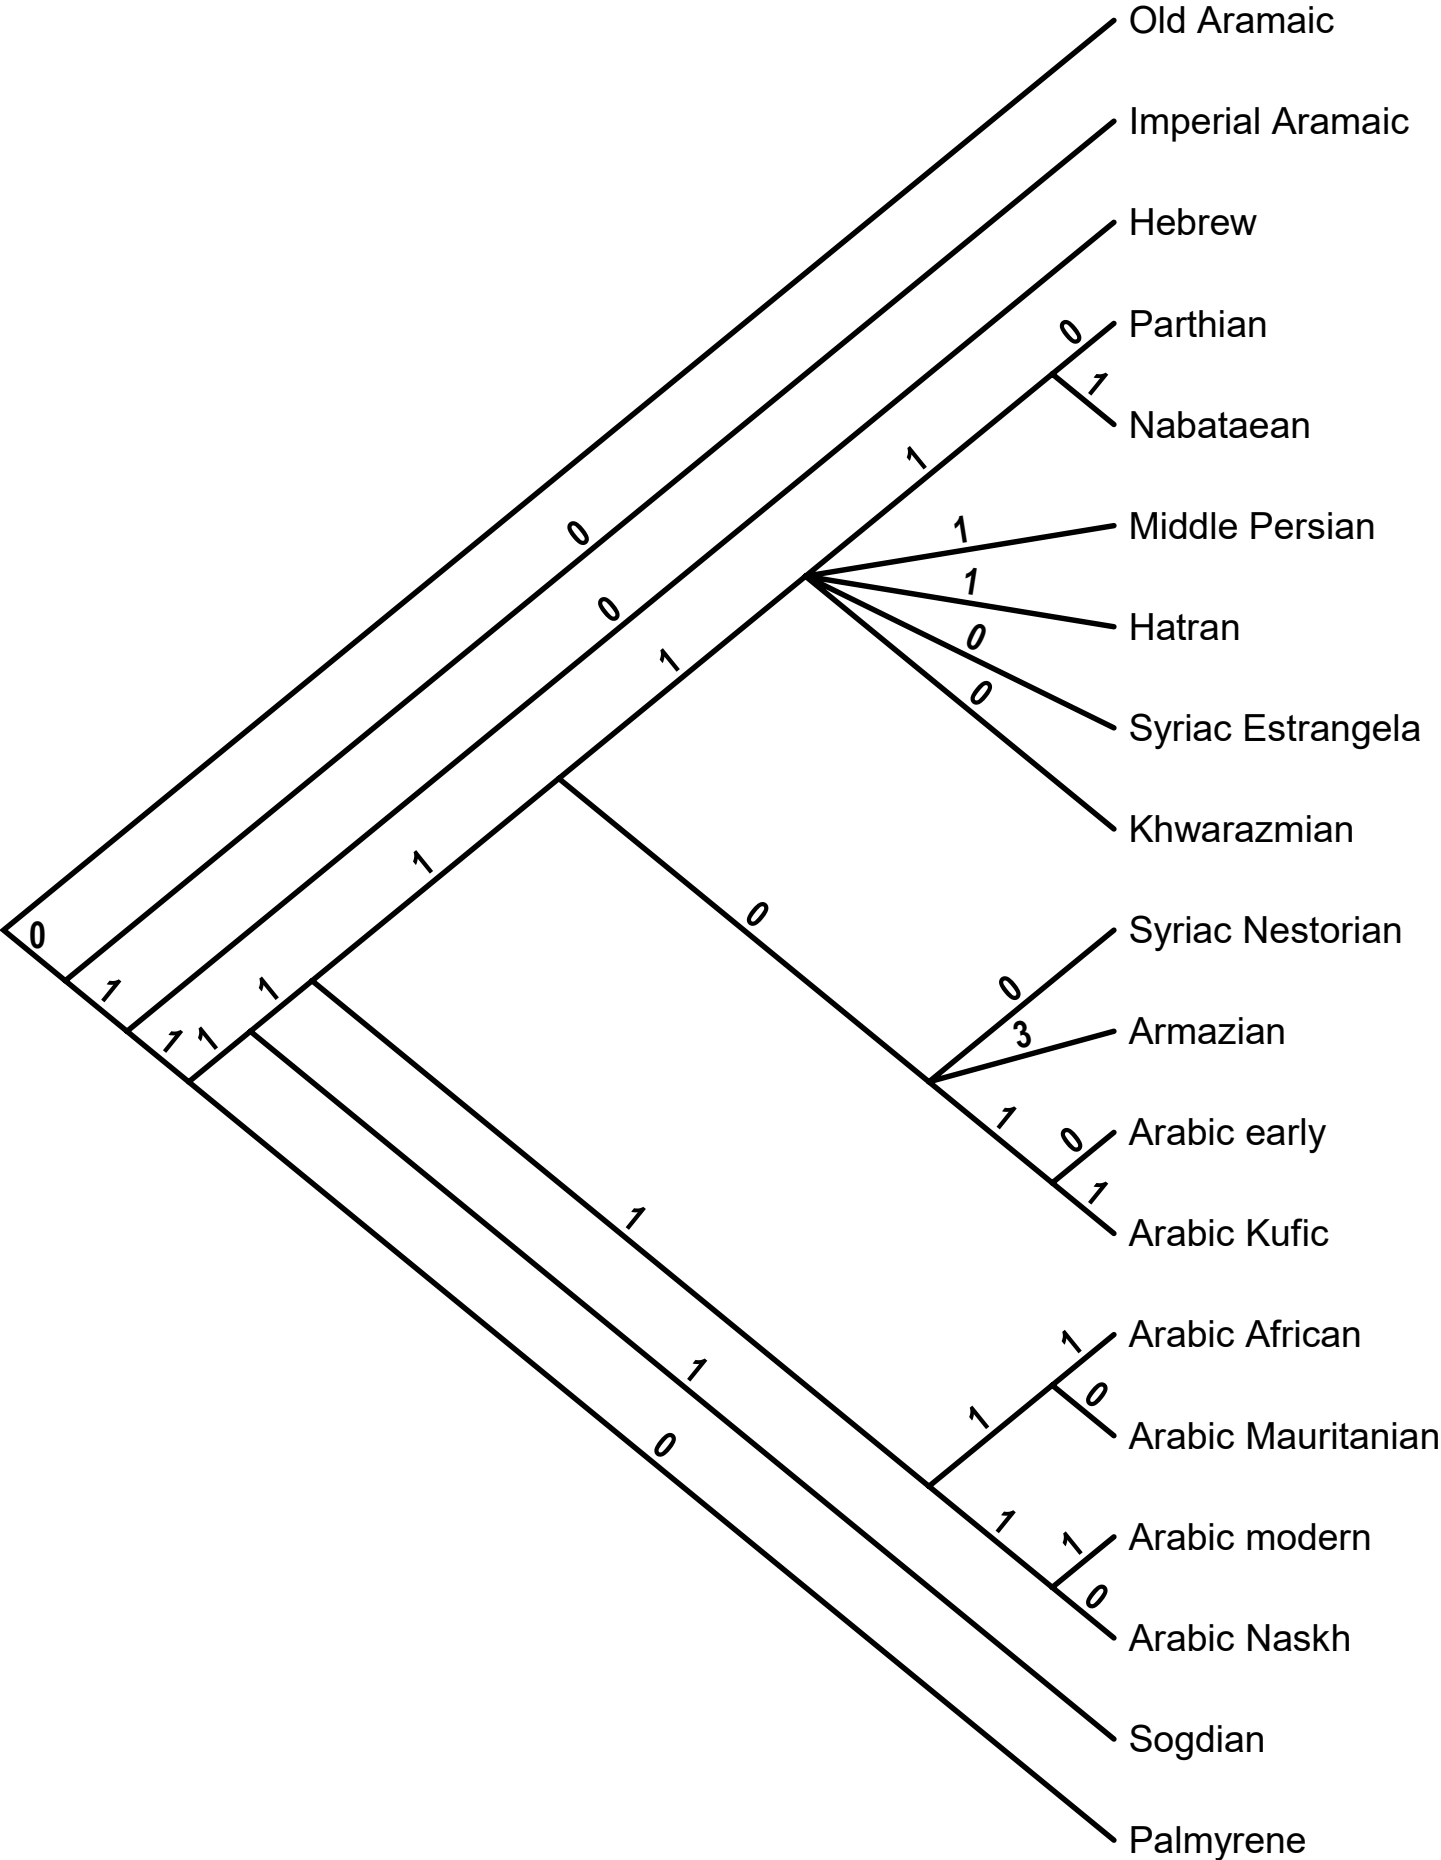 Old Aramaic
Imperial Aramaic
Hebrew
0
Parthian
1
Nabataean
1
1
Middle Persian
0
1
Hatran
0
0
1
0
Syriac Estrangela
Khwarazmian
1
0
0
Syriac Nestorian
1
1
0
3
Armazian
1
1
1
0
Arabic early
1
Arabic Kufic
1
1
Arabic African
1
0
1
Arabic Mauritanian
0
1
1
Arabic modern
0
Arabic Naskh
Sogdian
Palmyrene